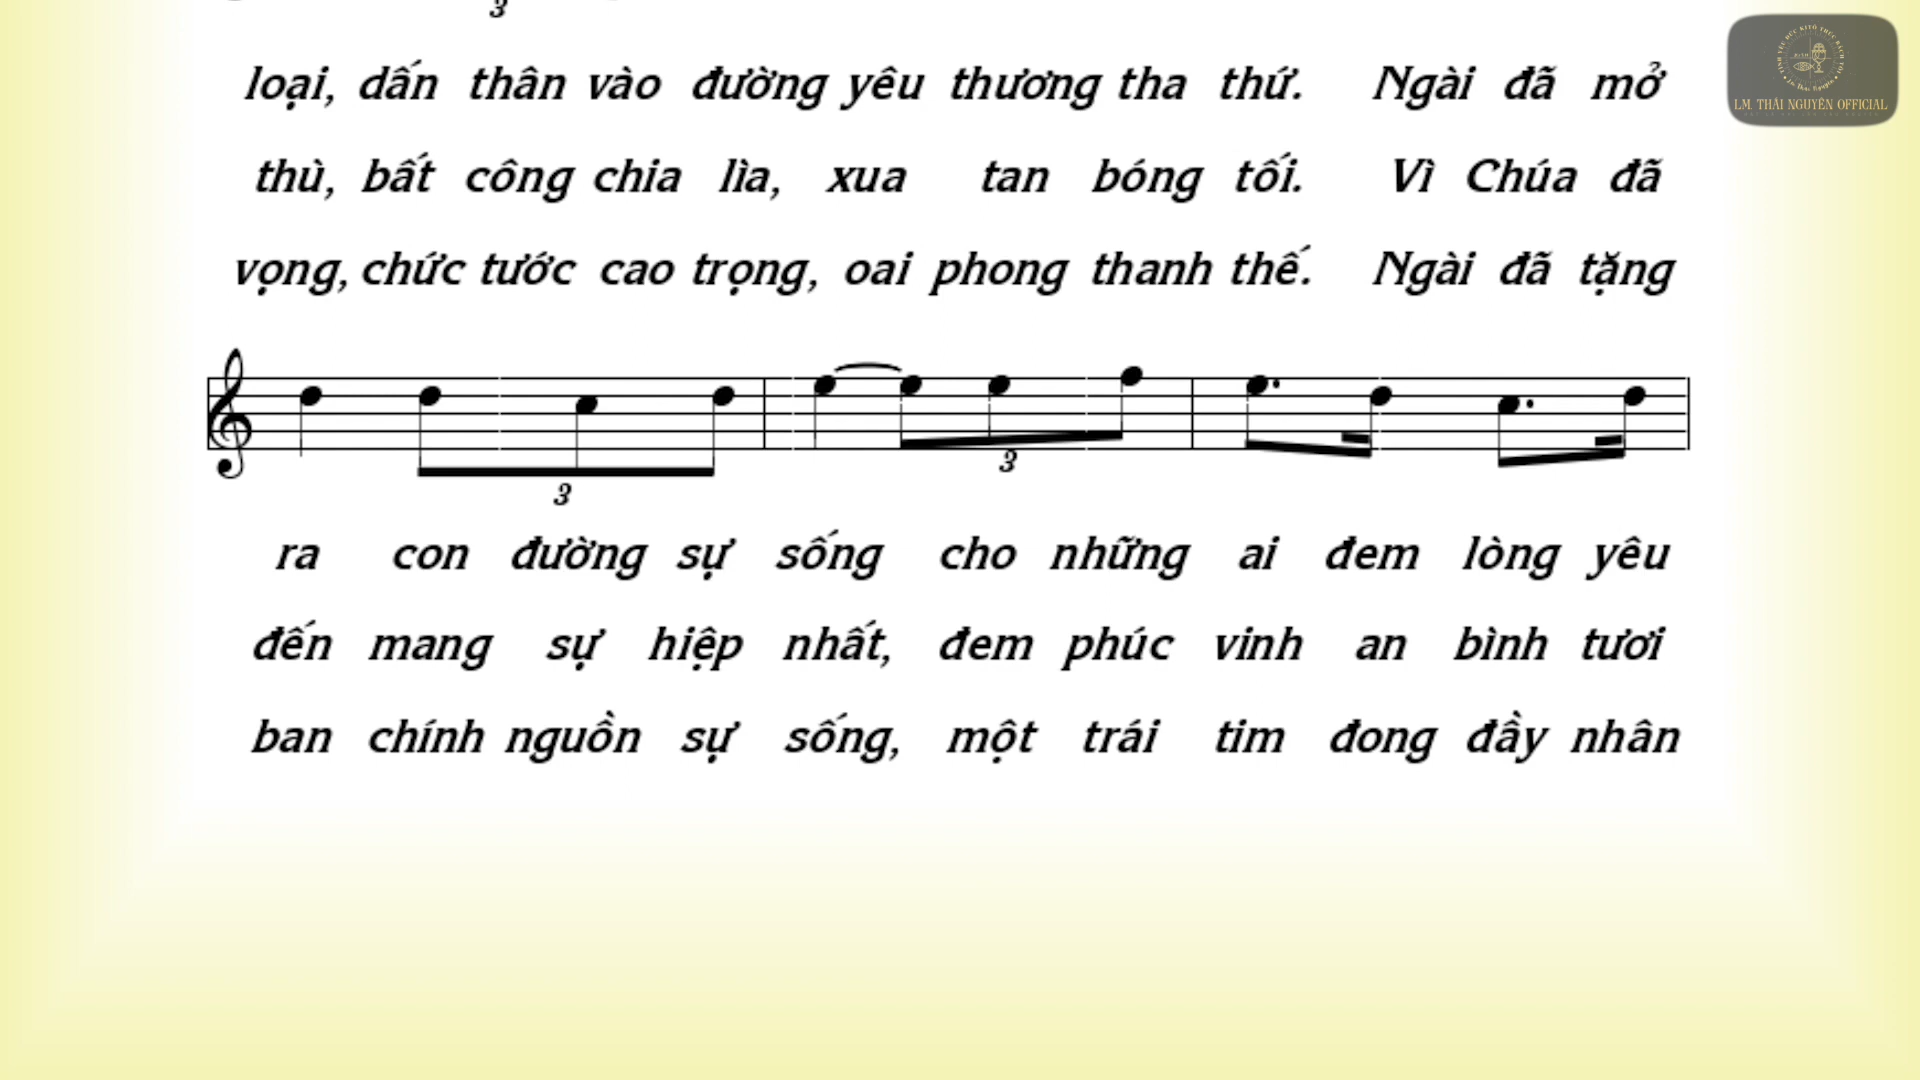 3
loại, dấn thân vào đường yêu thương tha thứ. Ngài đã mở
thù, bất công chia lìa, xua tan bóng tối. Vì Chúa đã
vọng, chức tước cao trọng, oai phong thanh thế. Ngài đã tặng
3 3
ra con đường sự sống cho những ai đem lòng yêu
đến mang sự hiệp nhất, đem phúc vinh an bình tươi
ban chính nguồn sự sống, một trái tim đong đầy nhân
L.M. THÁI NGUYÊN OFFICIAL